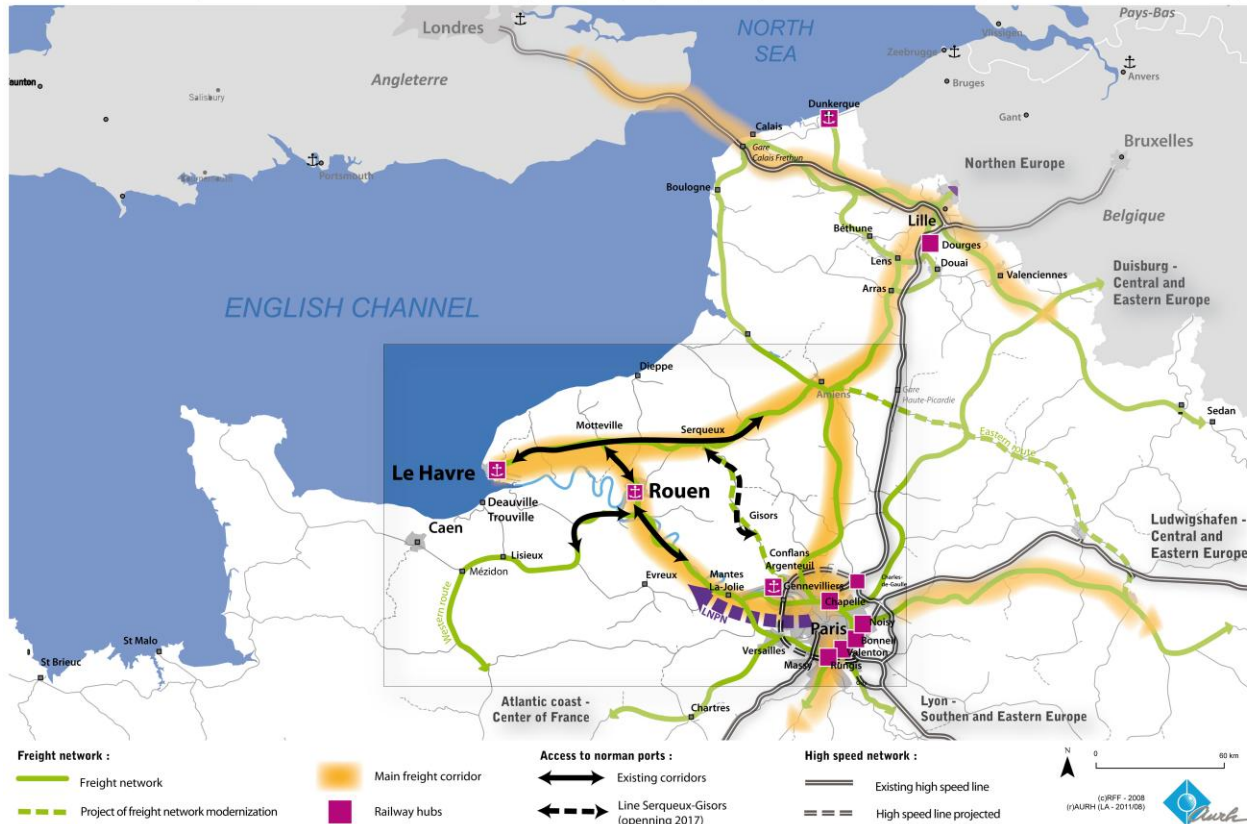 NORTH
SEA
Pays-Bas
Londres
Vlissigen
Zeebrugge
Anvers
Angleterre
aunton
Salisbury
Bruges
Dunkerque
Gant
Calais
Gare
Calais Frethun
Bruxelles
Portsmouth
Northen Europe
Boulogne
Belgique
Lille
Béthune
Dourges
Lens
Douai
Valenciennes
Duisburg -
Central and
Eastern Europe
Arras
ENGLISH CHANNEL
Dieppe
Amiens
Gare
Haute-Picardie
Sedan
Motteville
Serqueux
Eastern route
Le Havre
Rouen
Deauville
Trouville
Gisors
Caen
Ludwigshafen -
Central and
Eastern Europe
Lisieux
Conflans
Argenteuil
Mézidon
Evreux
Mantes
La-Jolie
Gennevilliers
Charles-
de-Gaulle
Chapelle
LNPN
Western route
Paris
Noisy
Bonneuil
Valenton
St Malo
Versailles
St Brieuc
Massy
Rungis
Atlantic coast -
Center of France
Chartres
Lyon -
Southen and Eastern Europe
Freight network :
Freight network
Project of freight network modernization
Main freight corridor
Railway hubs
Access to norman ports :
Existing corridors
Line Serqueux-Gisors
(openning 2017)
High speed network :
Existing high speed line
High speed line projected
N
0
60 km
(c)RFF - 2008
(r)AURH (LA - 2011/08)
aurh